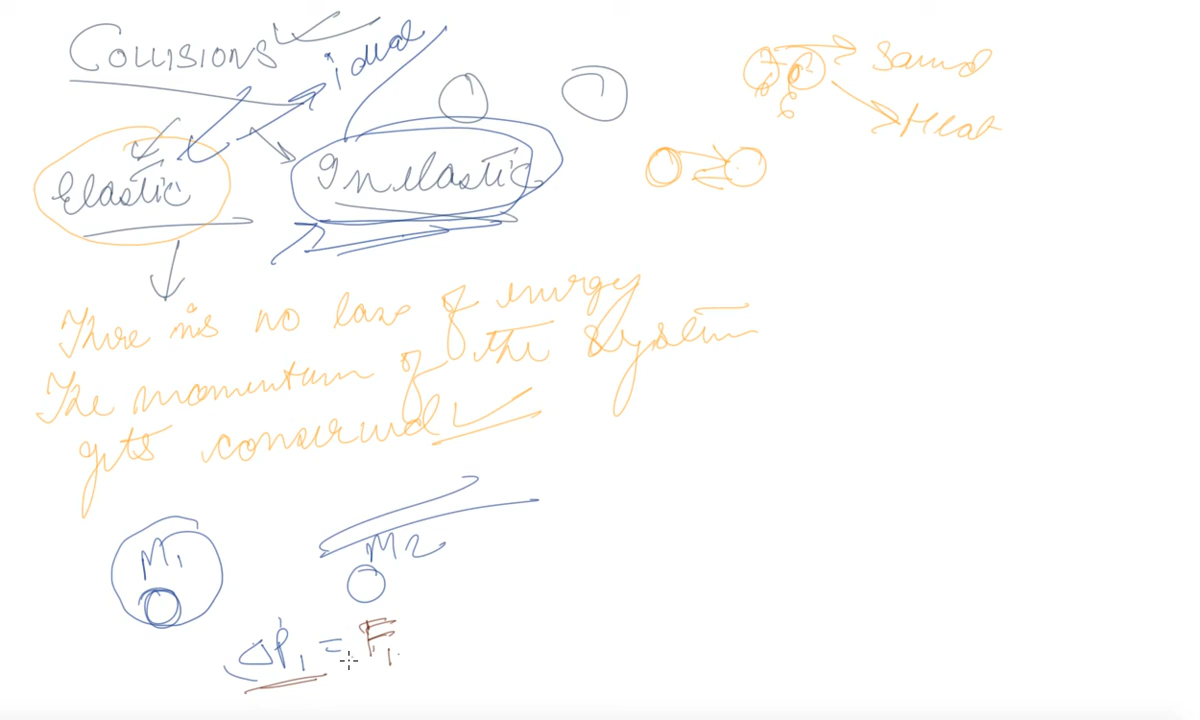 COLLISIONS
ideal
Sound
Heat
Elastic
Inelastic
There is no loss of energy
The momentum of the system
gets conserved
M1
M2
ΔP1 = F1